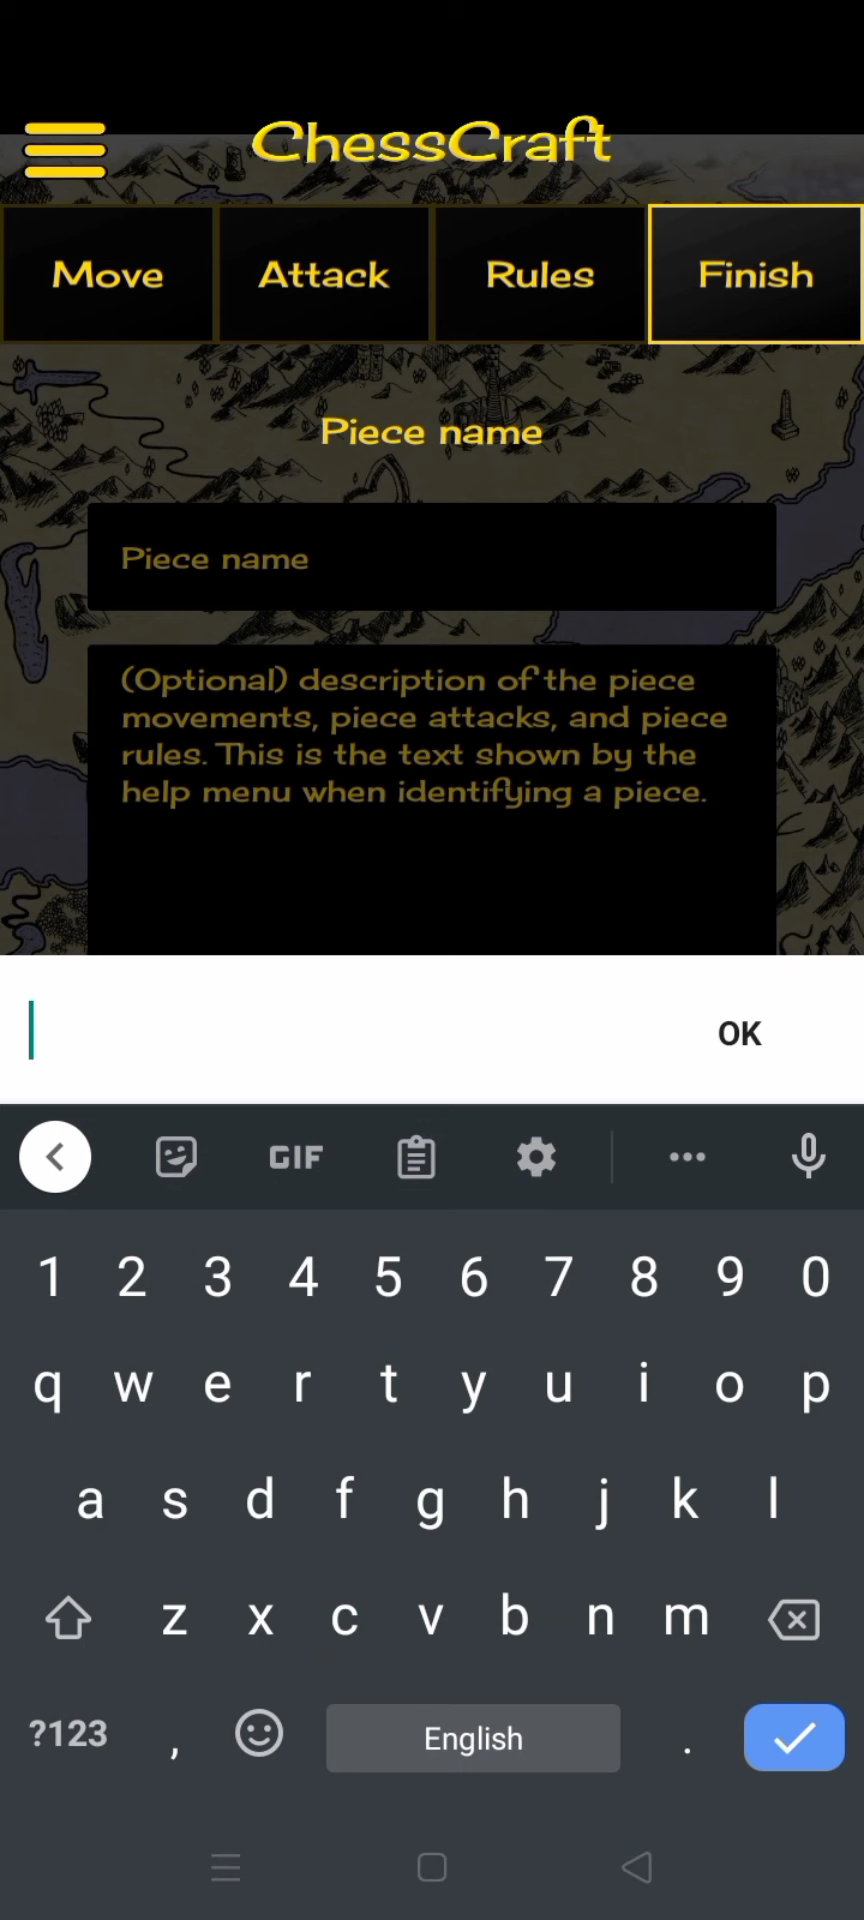 ChessCraft
Move Attack Rules Finish
Piece name
Piece name
(Optional) description of the piece
movements, piece attacks, and piece
rules. This is the text shown by the
help menu when identifying a piece.
OK
GIF
1 2 3 4 5 6 7 8 9 0
q w e r t y u i o p
a s d f g h j k l
z x c v b n m
?123 , English .